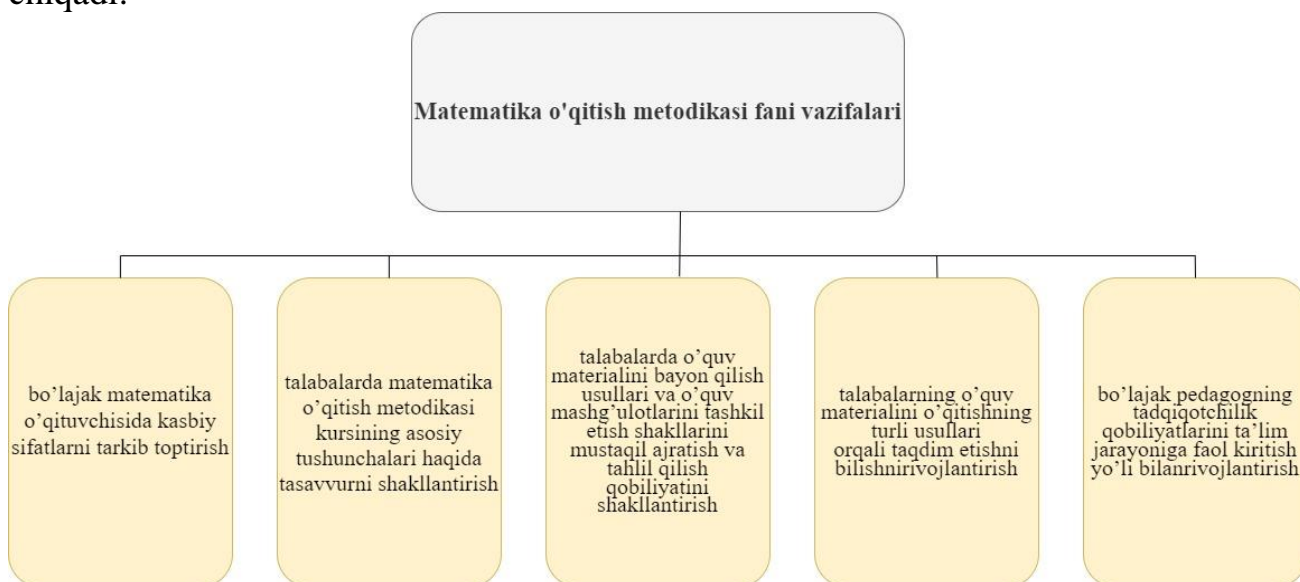 chiqadi.
Matematika o'qitish metodikasi fani vazifalari
bo’lajak matematika
o’qituvchisida kasbiy
sifatlarni tarkib toptirish
talabalarda matematika
o’qitish metodikasi
kursining asosiy
tushunchalari haqida
tasavvurni shakllantirish
talabalarda o’quv
materialini bayon qilish
usullari va o’quv
mashg’ulotlarini tashkil
etish shakllarini
mustaqil ajratish va
tahlil qilish
qobiliyatini
shakllantirish
talabalarning o’quv
materialini o’qitishning
turli usullari
orqali taqdim etishni
bilishnirivojlantirish
bo’lajak pedagogning
tadqiqotchilik
qobiliyatlarini ta’lim
jarayoniga faol kiritish
yo’li bilanrivojlantirish